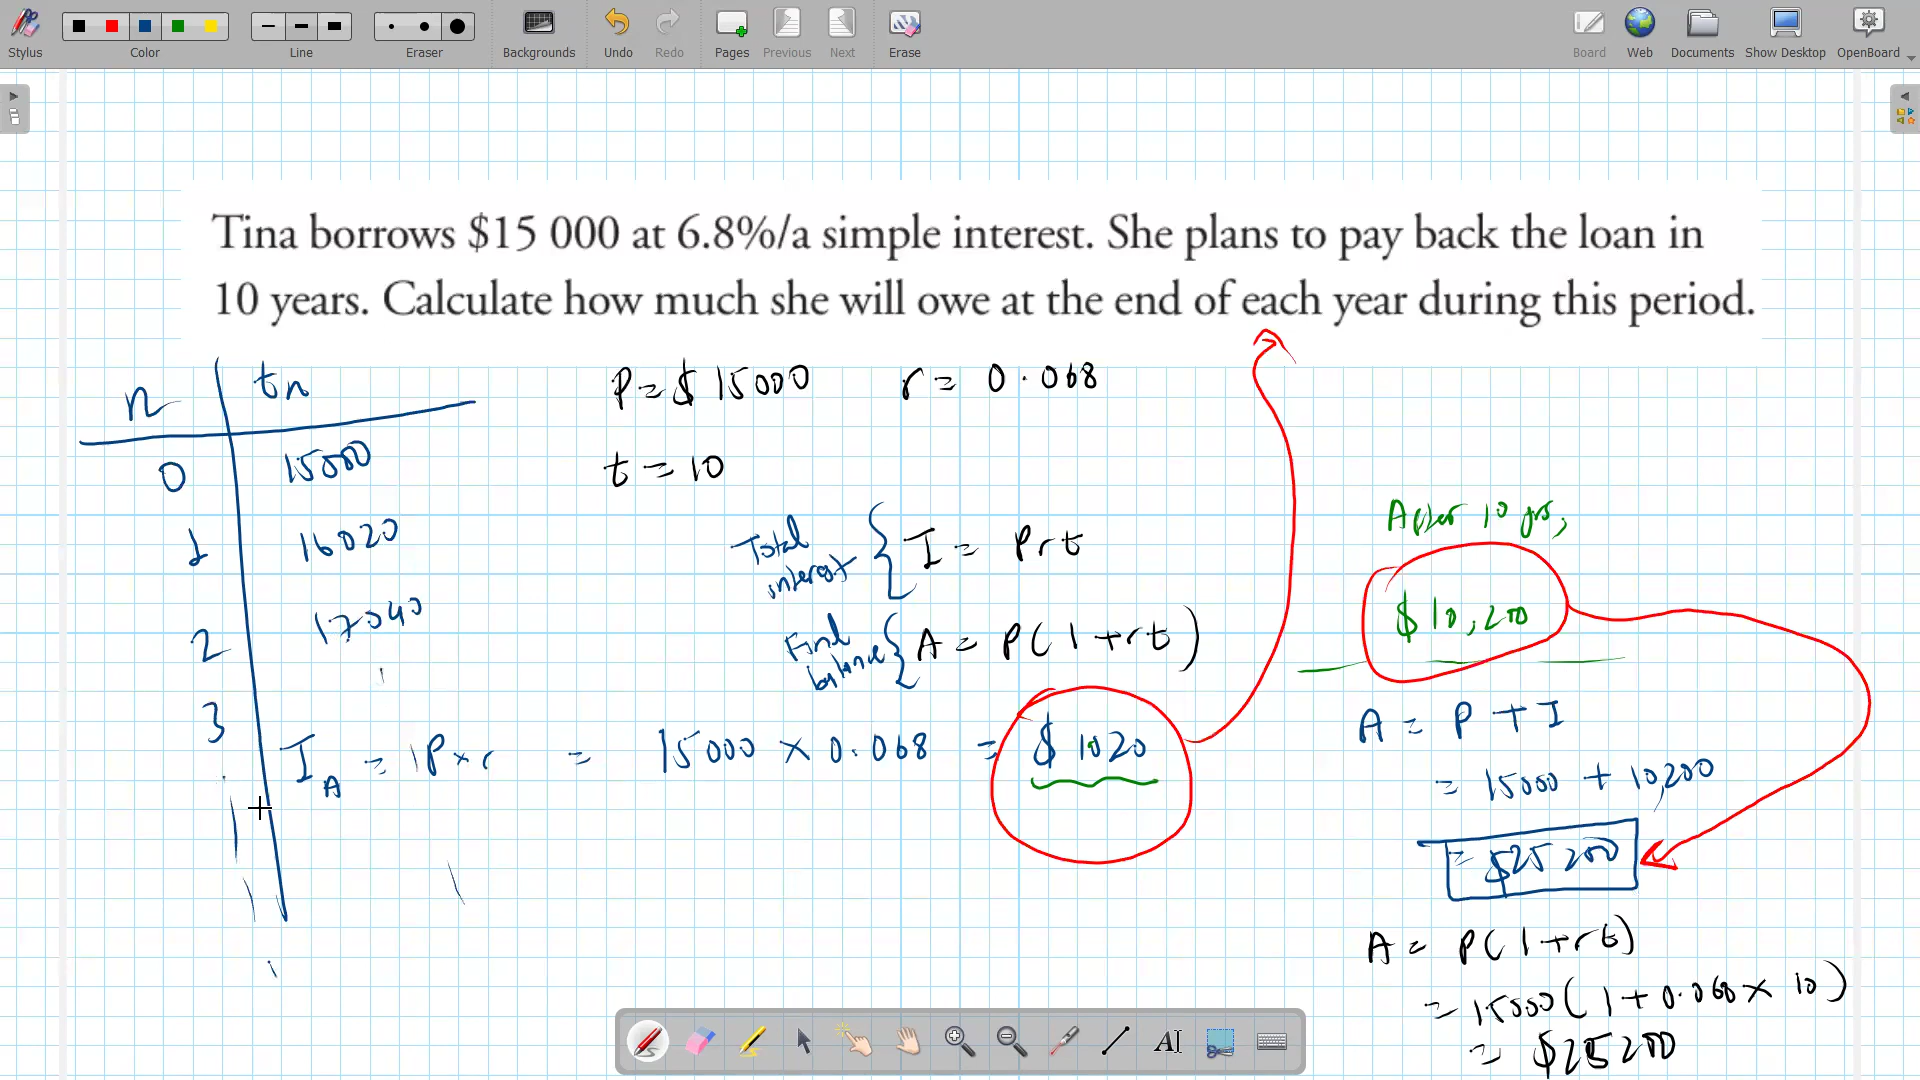 Stylus
Color
Line
Eraser
Backgrounds
Undo
Redo
Pages
Previous
Next
Erase
Board
Web
Documents
Show Desktop
OpenBoard
Tina borrows $15 000 at 6.8%/a simple interest. She plans to pay back the loan in
10 years. Calculate how much she will owe at the end of each year during this period.
n tn
0 15000
1 16020
2 17040
3
P = $ 15000 r = 0.068
t = 10
Total interest { I = Prt
Final balance { A = P(1+rt)
I_A = P × r = 15000 × 0.068 = $ 1020
After 10 yrs,
$ 10,200
A = P + I
= 15000 + 10,200
= $25 200
A = P(1+rt)
= 15000(1+0.068 × 10)
= $25200
AI